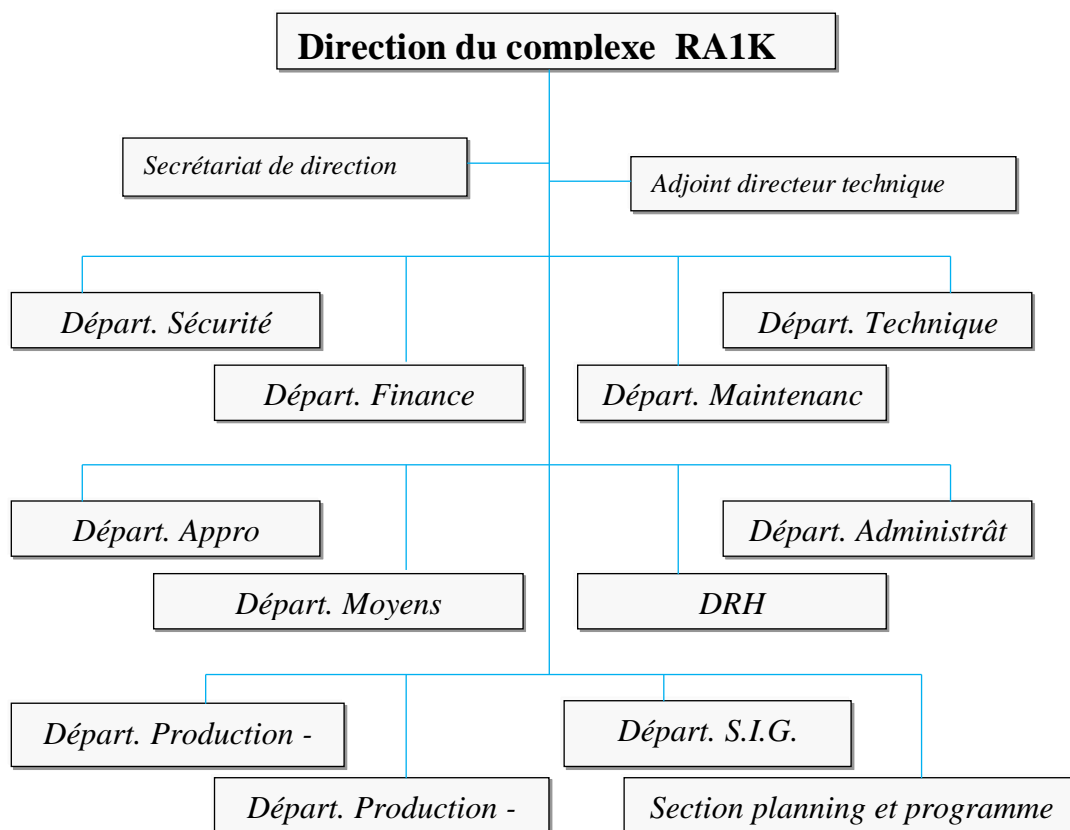 Direction du complexe RA1K
Secrétariat de direction
Adjoint directeur technique
Départ. Sécurité
Départ. Technique
Départ. Finance
Départ. Maintenanc
Départ. Appro
Départ. Administrât
Départ. Moyens
DRH
Départ. Production -
Départ. S.I.G.
Départ. Production -
Section planning et programme